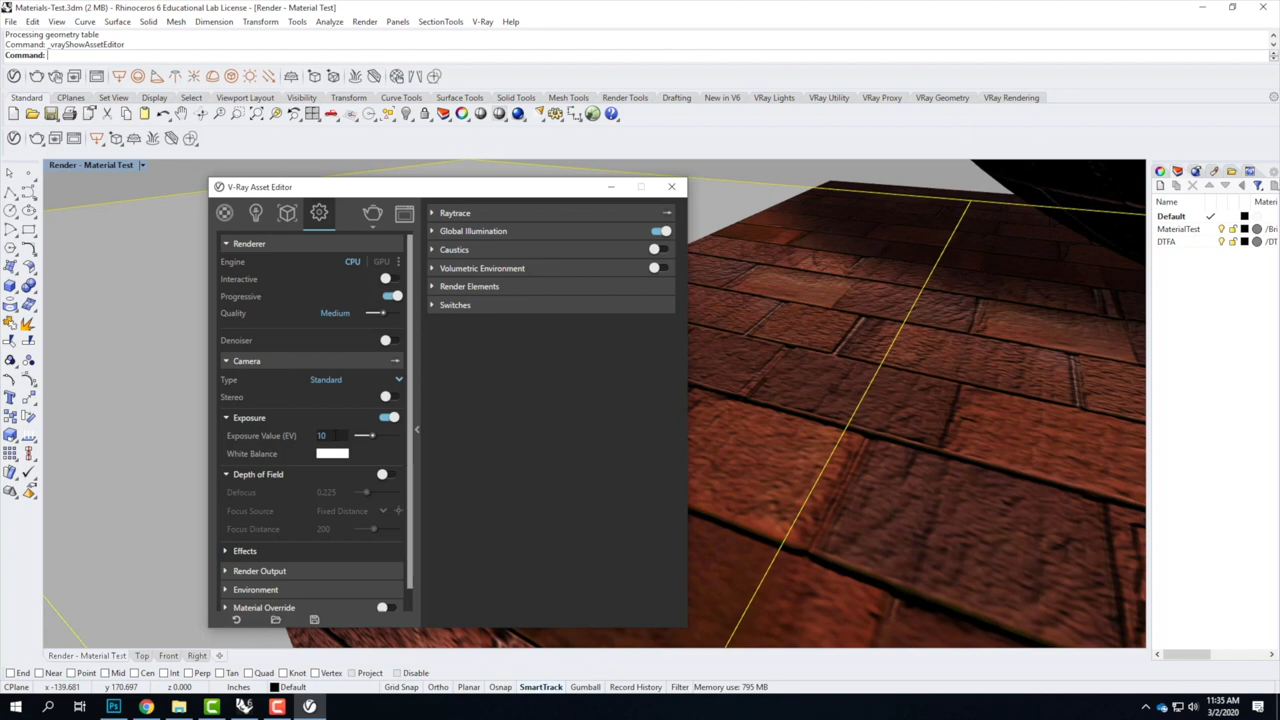 Materials-Test.3dm (2 MB) - Rhinoceros 6 Educational Lab License - [Render - Material Test]
File Edit View Curve Surface Solid Mesh Dimension Transform Tools Analyze Render Panels SectionTools V-Ray Help
Processing geometry table
Command: _vrayShowAssetEditor
Command:
Standard CPlanes Set View Display Select Viewport Layout Visibility Transform Curve Tools Surface Tools Solid Tools Mesh Tools Render Tools Drafting New in V6 VRay Lights VRay Utility VRay Proxy VRay Geometry VRay Rendering
Render - Material Test
V-Ray Asset Editor
Renderer
Engine CPU GPU
Interactive
Progressive
Quality Medium
Denoiser
Camera
Type Standard
Stereo
Exposure
Exposure Value (EV) 10
White Balance
Depth of Field
Defocus 0.225
Focus Source Fixed Distance
Focus Distance 200
Effects
Render Output
Environment
Material Override
Raytrace
Global Illumination
Caustics
Volumetric Environment
Render Elements
Switches
Name Materi
Default
MaterialTest /Bri
DTFA /DT
Render - Material Test Top Front Right
End Near Point Mid Cen Int Perp Tan Quad Knot Vertex Project Disable
CPlane x -139.681 y 170.697 z 0.000 Inches Default Grid Snap Ortho Planar Osnap SmartTrack Gumball Record History Filter Memory use: 795 MB
11:35 AM
3/2/2020